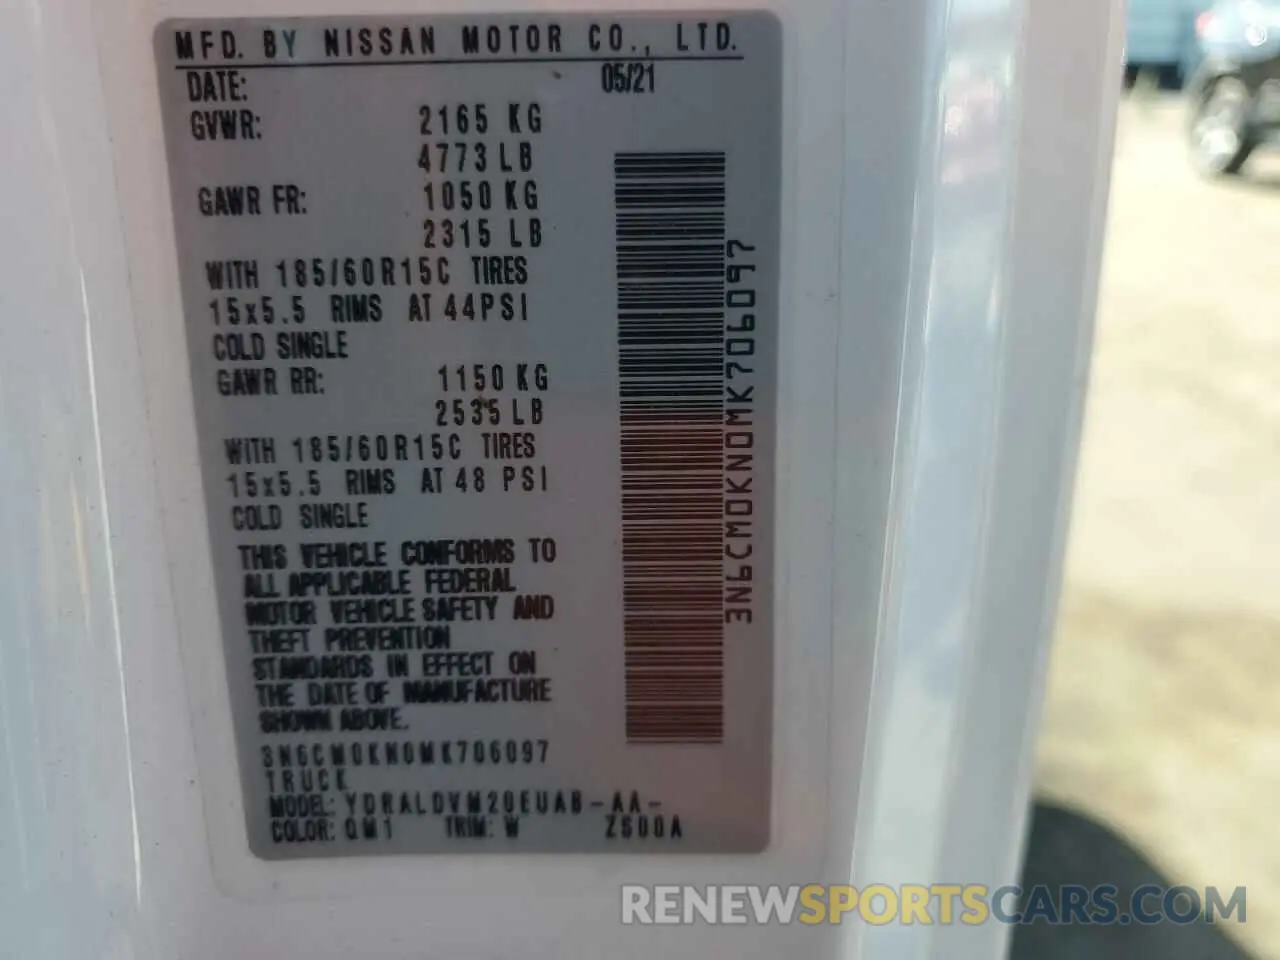 MFD. BY NISSAN MOTOR CO., LTD.
DATE: 05/21
GVWR: 2165 KG
4773 LB
GAWR FR: 1050 KG
2315 LB
WITH 185/60R15C TIRES
15x5.5 RIMS AT 44PSI
COLD SINGLE
GAWR RR: 1150 KG
2535 LB
WITH 185/60R15C TIRES
15x5.5 RIMS AT 48 PSI
COLD SINGLE
THIS VEHICLE CONFORMS TO
ALL APPLICABLE FEDERAL
MOTOR VEHICLE SAFETY AND
THEFT PREVENTION
STANDARDS IN EFFECT ON
THE DATE OF MANUFACTURE
SHOWN ABOVE.
3N6CM0KN0MK706097
TRUCK
MODEL: YDRALDVM20EUAB-AA-
COLOR: QM1 TRIM: W ZS00A
3N6CM0KN0MK706097
RENEWSPORTSCARS.COM